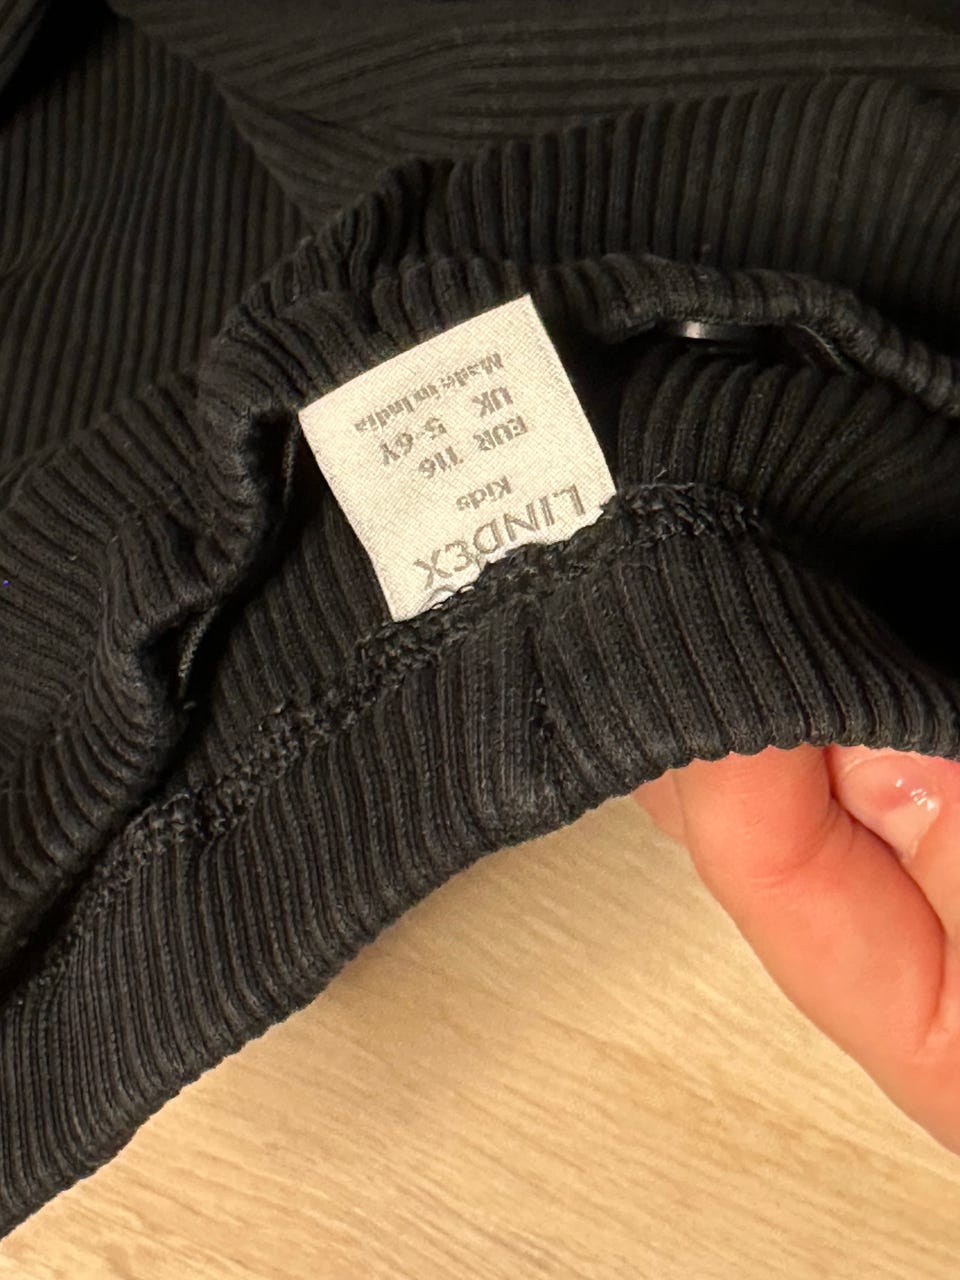 LINDEX
Kids
EUR 116
UK 5-6Y
Made in India